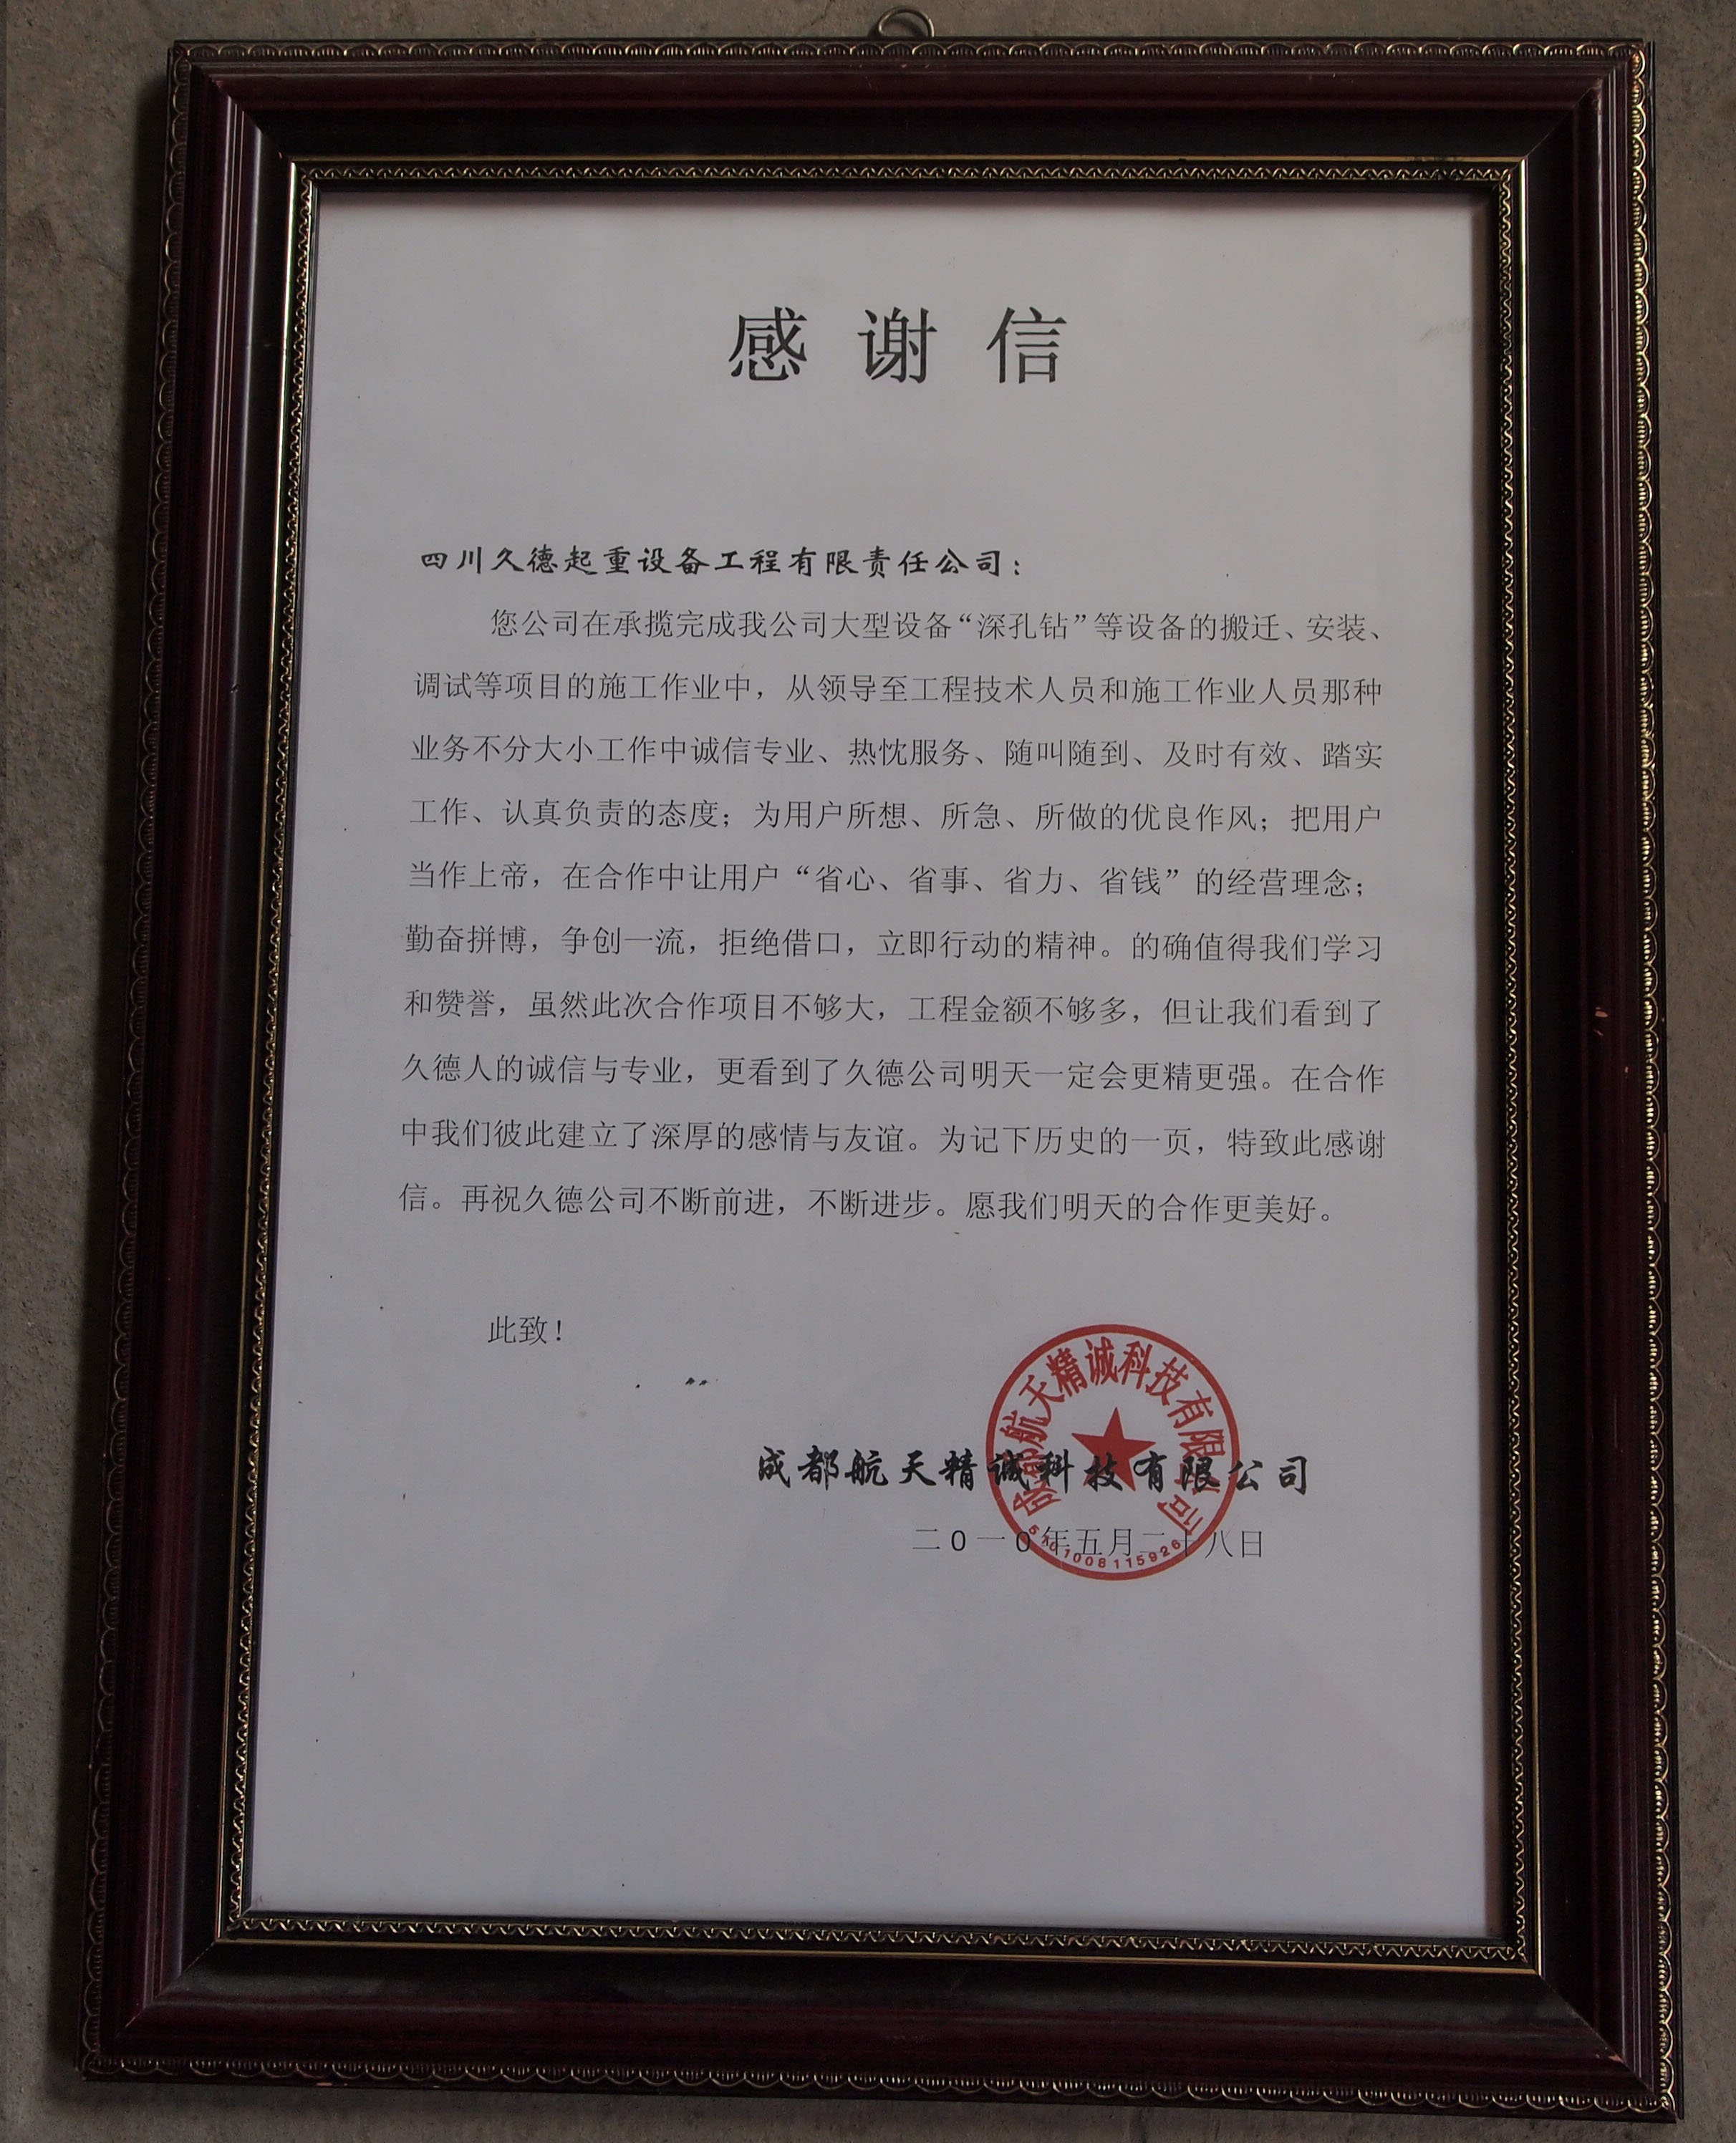 感谢信
四川久德起重设备工程有限责任公司：
您公司在承揽完成我公司大型设备“深孔钻”等设备的搬迁、安装、
调试等项目的施工作业中，从领导至工程技术人员和施工作业人员那种
业务不分大小工作中诚信专业、热忱服务、随叫随到、及时有效、踏实
工作、认真负责的态度；为用户所想、所急、所做的优良作风；把用户
当作上帝，在合作中让用户“省心、省事、省力、省钱”的经营理念；
勤奋拼博，争创一流，拒绝借口，立即行动的精神。的确值得我们学习
和赞誉，虽然此次合作项目不够大，工程金额不够多，但让我们看到了
久德人的诚信与专业，更看到了久德公司明天一定会更精更强。在合作
中我们彼此建立了深厚的感情与友谊。为记下历史的一页，特致此感谢
信。再祝久德公司不断前进，不断进步。愿我们明天的合作更美好。
此致！
成都航天精诚科技有限公司
成都航天精诚科技有限公司
二０一０年五月二十八日
5101008115926